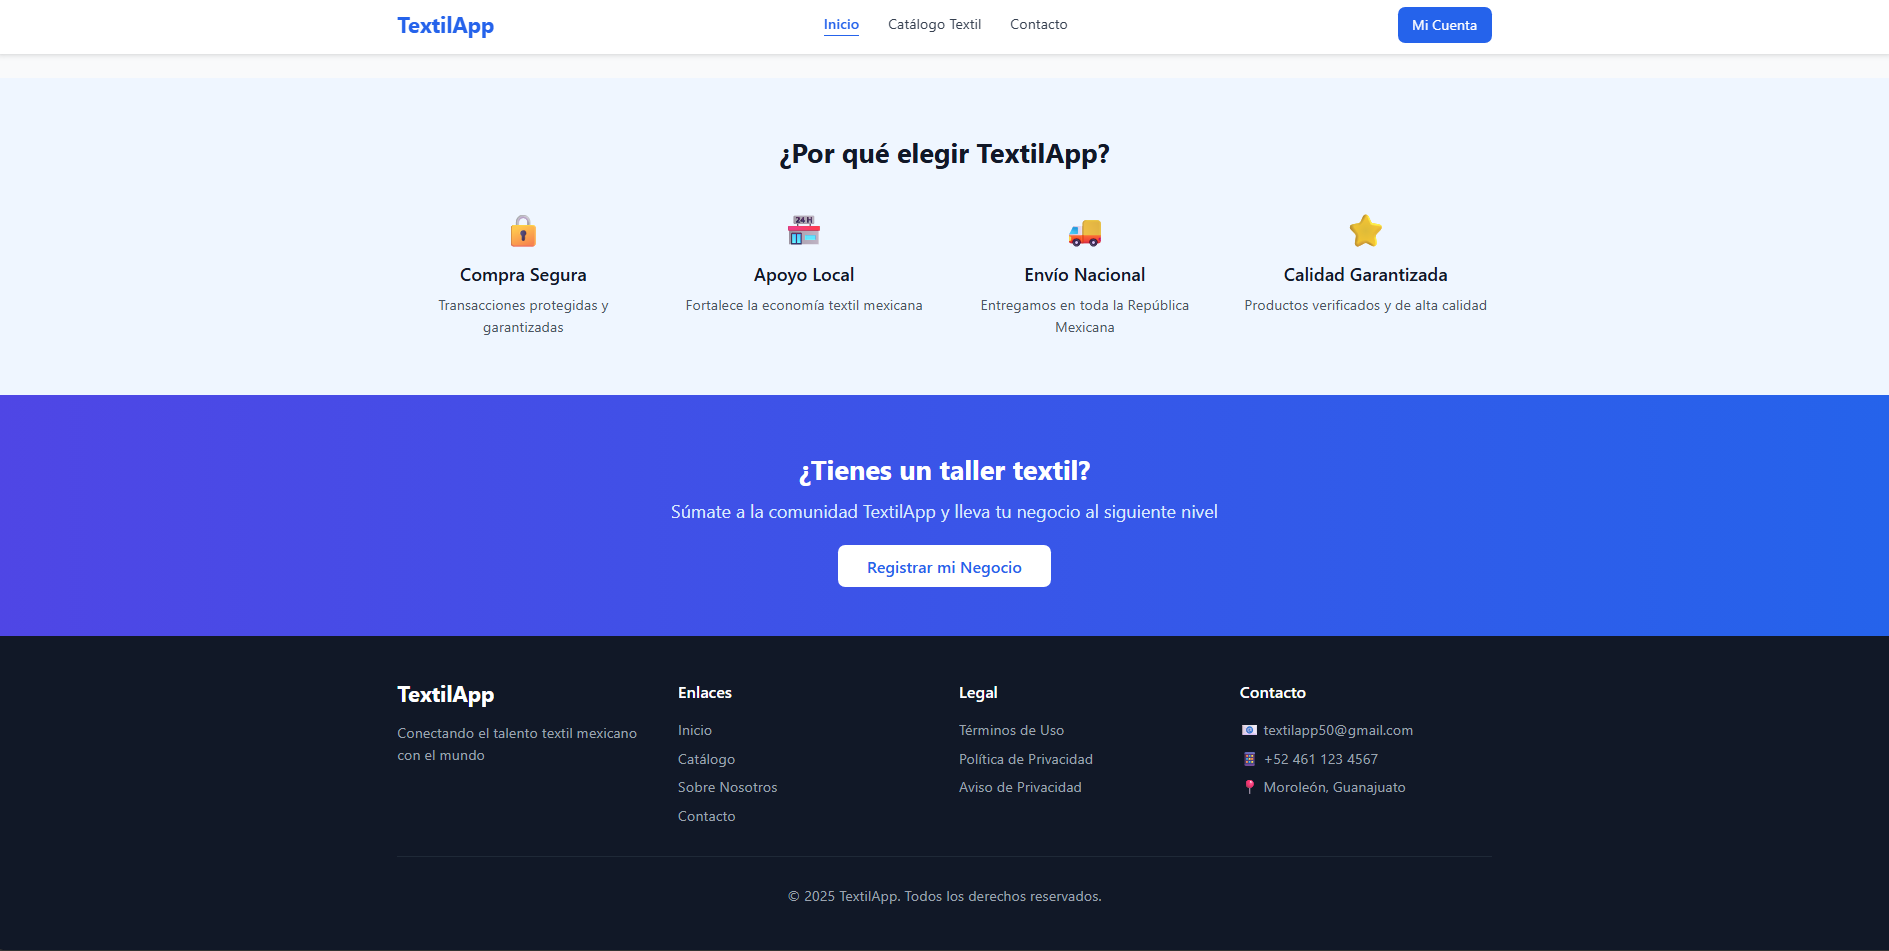 TextilApp
Inicio
Catálogo Textil
Contacto
Mi Cuenta
¿Por qué elegir TextilApp?
24 H
Compra Segura
Transacciones protegidas y
garantizadas
Apoyo Local
Fortalece la economía textil mexicana
Envío Nacional
Entregamos en toda la República
Mexicana
Calidad Garantizada
Productos verificados y de alta calidad
¿Tienes un taller textil?
Súmate a la comunidad TextilApp y lleva tu negocio al siguiente nivel
Registrar mi Negocio
TextilApp
Conectando el talento textil mexicano
con el mundo
Enlaces
Inicio
Catálogo
Sobre Nosotros
Contacto
Legal
Términos de Uso
Política de Privacidad
Aviso de Privacidad
Contacto
textilapp50@gmail.com
+52 461 123 4567
Moroleón, Guanajuato
© 2025 TextilApp. Todos los derechos reservados.